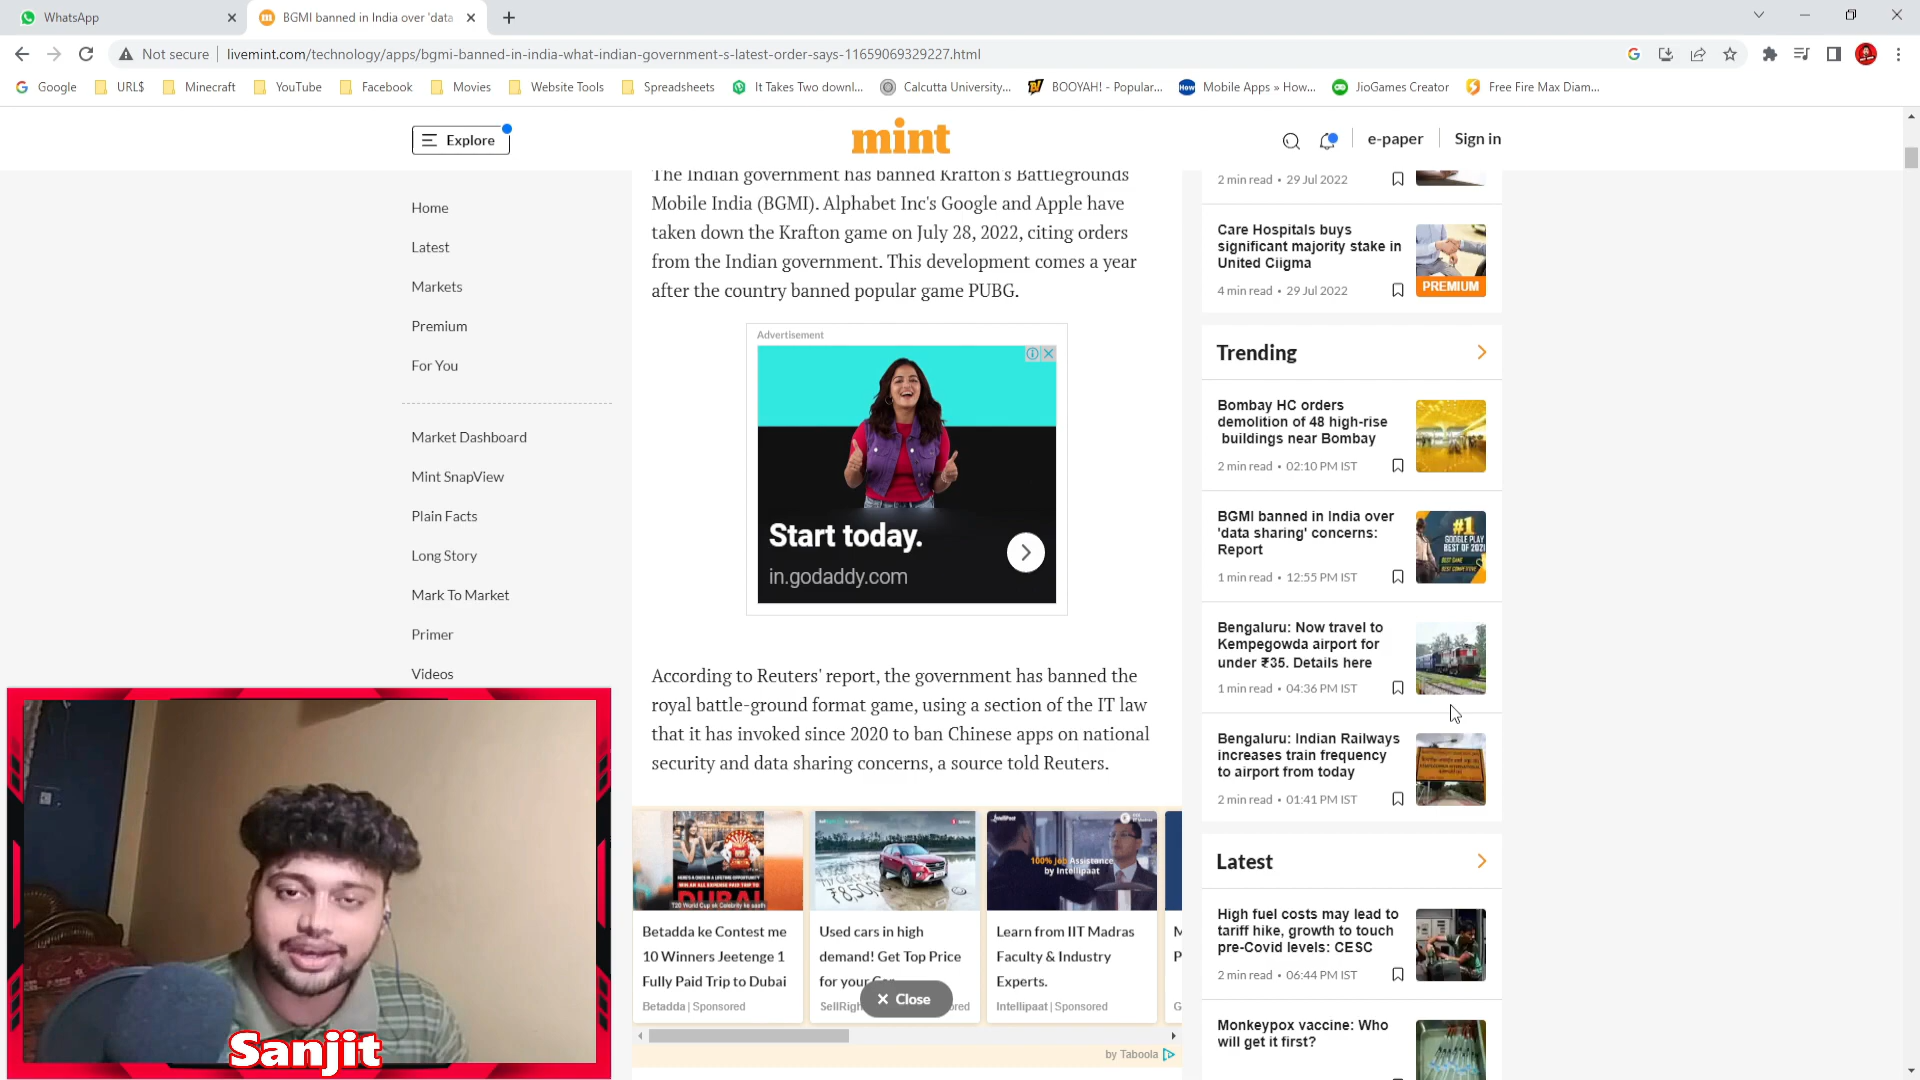 WhatsApp
BGMI banned in India over 'data
Not secure
livemint.com/technology/apps/bgmi-banned-in-india-what-indian-government-s-latest-order-says-11659069329227.html
Google
URL$
Minecraft
YouTube
Facebook
Movies
Website Tools
Spreadsheets
It Takes Two downl...
Calcutta University...
BOOYAH! - Popular...
Mobile Apps » How...
JioGames Creator
Free Fire Max Diam...
Explore
mint
e-paper
Sign in
Home
Latest
Markets
Premium
For You
Market Dashboard
Mint SnapView
Plain Facts
Long Story
Mark To Market
Primer
Videos
The Indian government has banned Krafton's Battlegrounds
Mobile India (BGMI). Alphabet Inc's Google and Apple have
taken down the Krafton game on July 28, 2022, citing orders
from the Indian government. This development comes a year
after the country banned popular game PUBG.
Advertisement
Start today.
in.godaddy.com
According to Reuters' report, the government has banned the
royal battle-ground format game, using a section of the IT law
that it has invoked since 2020 to ban Chinese apps on national
security and data sharing concerns, a source told Reuters.
DUBAI
Betadda ke Contest me
10 Winners Jeetenge 1
Fully Paid Trip to Dubai
Betadda | Sponsored
Used cars in high
demand! Get Top Price
for your
100% Job Assistance
by Intellipaat
Learn from IIT Madras
Faculty & Industry
Experts.
Intellipaat | Sponsored
Close
by Taboola
2 min read • 29 Jul 2022
Care Hospitals buys
significant majority stake in
United Ciigma
4 min read • 29 Jul 2022
PREMIUM
Trending
Bombay HC orders
demolition of 48 high-rise
buildings near Bombay
2 min read • 02:10 PM IST
BGMI banned in India over
'data sharing' concerns:
Report
1 min read • 12:55 PM IST
#1
GOOGLE PLAY
BEST OF 2021
Bengaluru: Now travel to
Kempegowda airport for
under ₹35. Details here
1 min read • 04:36 PM IST
Bengaluru: Indian Railways
increases train frequency
to airport from today
2 min read • 01:41 PM IST
Latest
High fuel costs may lead to
tariff hike, growth to touch
pre-Covid levels: CESC
2 min read • 06:44 PM IST
Monkeypox vaccine: Who
will get it first?
Sanjit